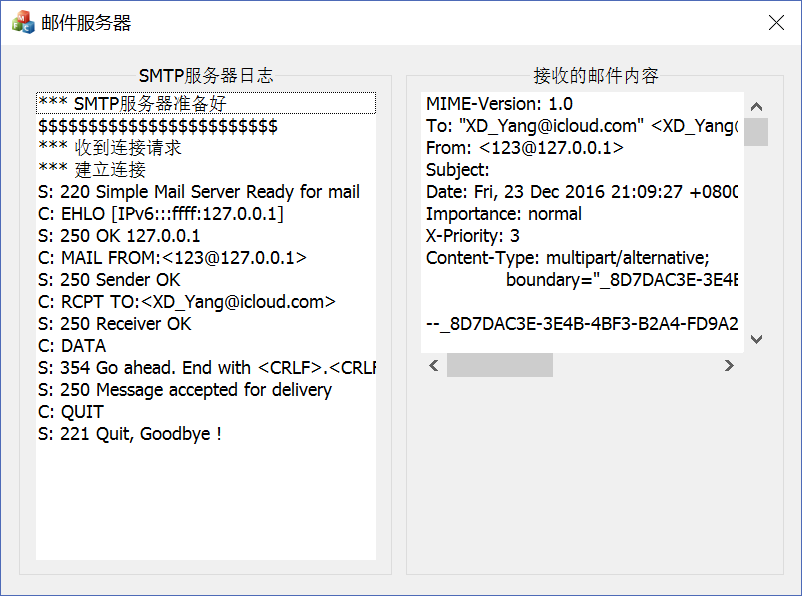 邮件服务器
SMTP服务器日志
*** SMTP服务器准备好
$$$$$$$$$$$$$$$$$$$$$$$$
*** 收到连接请求
*** 建立连接
S: 220 Simple Mail Server Ready for mail
C: EHLO [IPv6:::ffff:127.0.0.1]
S: 250 OK 127.0.0.1
C: MAIL FROM:<123@127.0.0.1>
S: 250 Sender OK
C: RCPT TO:<XD_Yang@icloud.com>
S: 250 Receiver OK
C: DATA
S: 354 Go ahead. End with <CRLF>.<CRLF
S: 250 Message accepted for delivery
C: QUIT
S: 221 Quit, Goodbye !
接收的邮件内容
MIME-Version: 1.0
To: "XD_Yang@icloud.com" <XD_Yang@
From: <123@127.0.0.1>
Subject:
Date: Fri, 23 Dec 2016 21:09:27 +0800
Importance: normal
X-Priority: 3
Content-Type: multipart/alternative;
boundary="_8D7DAC3E-3E4B
--_8D7DAC3E-3E4B-4BF3-B2A4-FD9A2